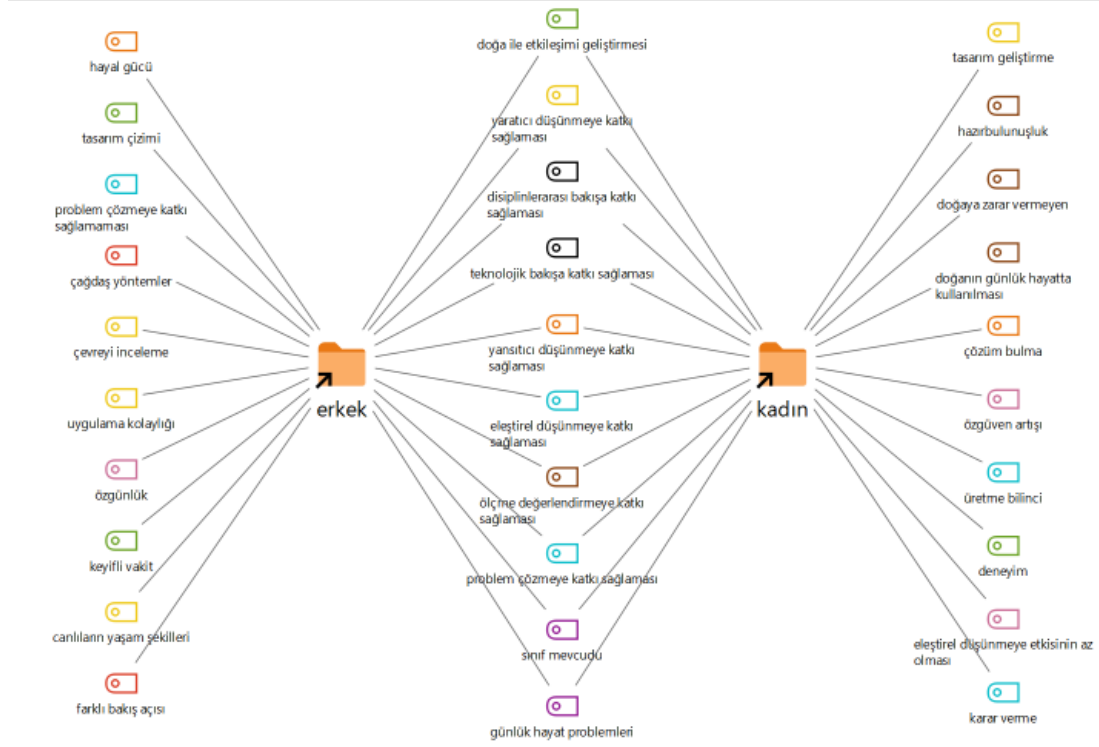 hayal gücü
tasarım çizimi
problem çözmeye katkı
sağlamaması
çağdaş yöntemler
çevreyi inceleme
uygulama kolaylığı
özgünlük
keyifli vakit
canlıların yaşam şekilleri
farklı bakış açısı
erkek
doğa ile etkileşimi geliştirmesi
yaratıcı düşünmeye katkı
sağlaması
disiplinlerarası bakışa katkı
sağlaması
teknolojik bakışa katkı sağlaması
yansıtıcı düşünmeye katkı
sağlaması
eleştirel düşünmeye katkı
sağlaması
ölçme değerlendirmeye katkı
sağlaması
problem çözmeye katkı sağlaması
sınıf mevcudu
günlük hayat problemleri
kadın
tasarım geliştirme
hazırbulunuşluk
doğaya zarar vermeyen
doğanın günlük hayatta
kullanılması
çözüm bulma
özgüven artışı
üretme bilinci
deneyim
eleştirel düşünmeye etkisinin az
olması
karar verme